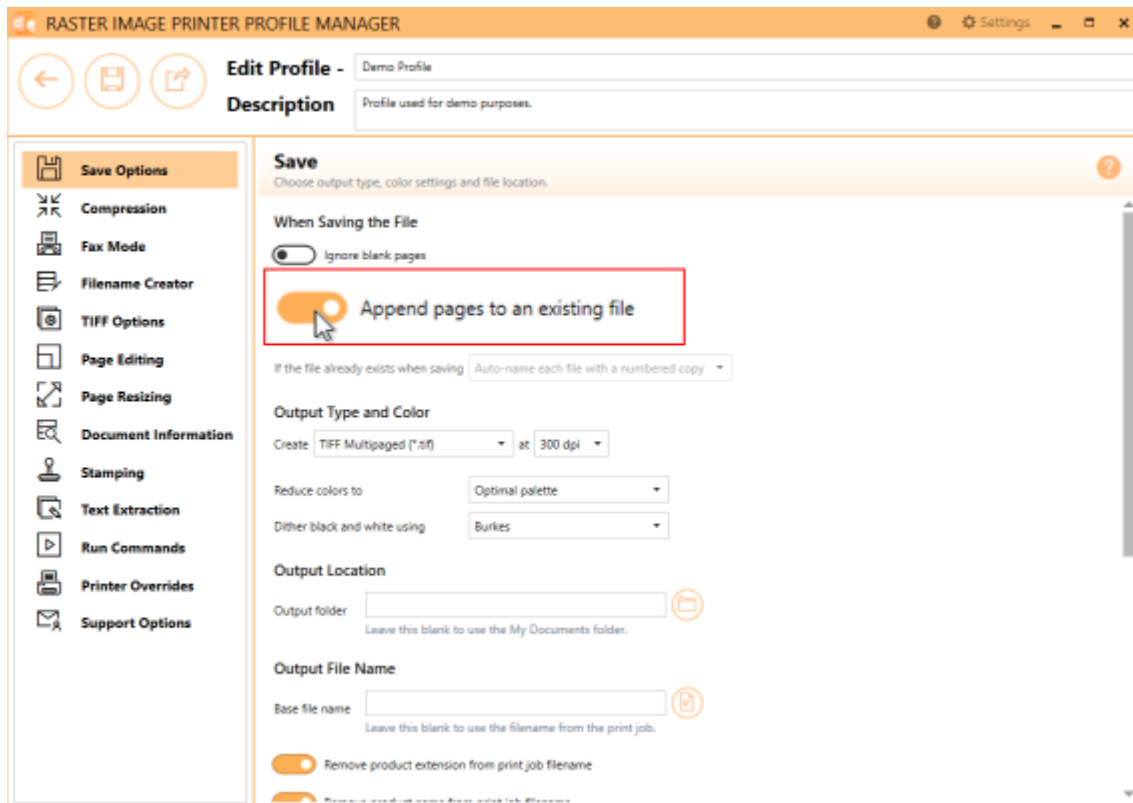 RASTER IMAGE PRINTER PROFILE MANAGER
Settings
Edit Profile - Demo Profile
Description Profile used for demo purposes.
Save Options
Compression
Fax Mode
Filename Creator
TIFF Options
Page Editing
Page Resizing
Document Information
Stamping
Text Extraction
Run Commands
Printer Overrides
Support Options
Save
Choose output type, color settings and file location.
When Saving the File
Ignore blank pages
Append pages to an existing file
If the file already exists when saving Auto-name each file with a numbered copy
Output Type and Color
Create TIFF Multipaged (*.tif) at 300 dpi
Reduce colors to Optimal palette
Dither black and white using Burkes
Output Location
Output folder
Leave this blank to use the My Documents folder.
Output File Name
Base file name
Leave this blank to use the filename from the print job.
Remove product extension from print job filename
Remove product name from print job filename